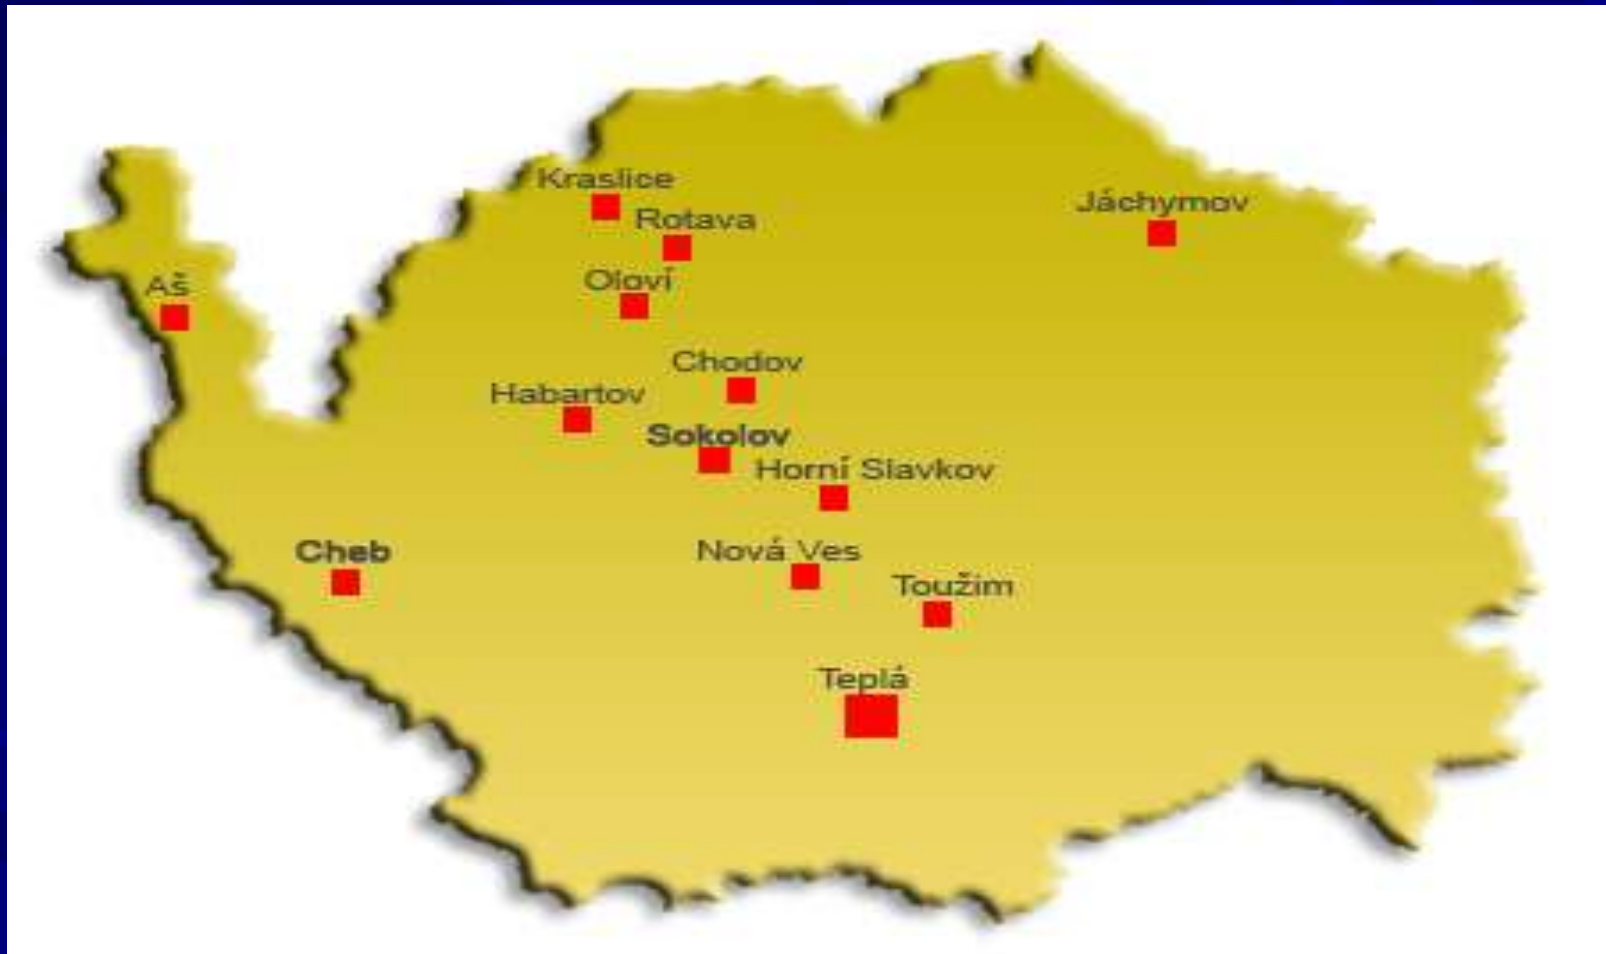 Kraslice
Jáchymov
Rotava
Oloví
Aš
Chodov
Habartov
Sokolov
Horní Slavkov
Cheb
Nová Ves
Toužim
Teplá